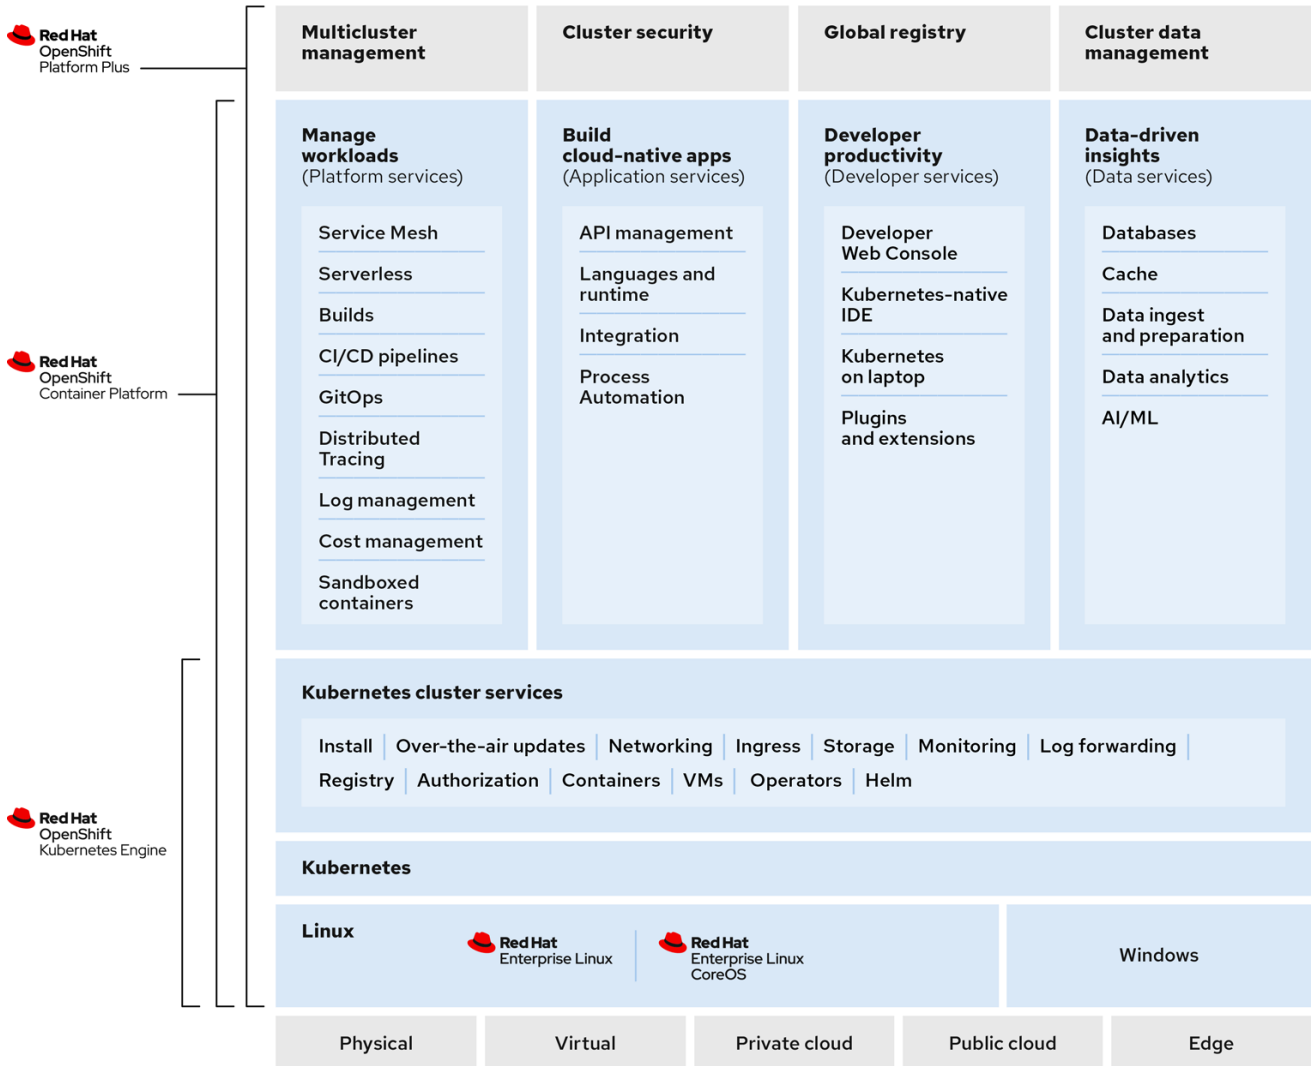 Red Hat
OpenShift
Platform Plus
Multicluster
management
Cluster security
Global registry
Cluster data
management
Red Hat
OpenShift
Container Platform
Manage
workloads
(Platform services)
Service Mesh
Serverless
Builds
CI/CD pipelines
GitOps
Distributed
Tracing
Log management
Cost management
Sandboxed
containers
Build
cloud-native apps
(Application services)
API management
Languages and
runtime
Integration
Process
Automation
Developer
productivity
(Developer services)
Developer
Web Console
Kubernetes-native
IDE
Kubernetes
on laptop
Plugins
and extensions
Data-driven
insights
(Data services)
Databases
Cache
Data ingest
and preparation
Data analytics
AI/ML
Red Hat
OpenShift
Kubernetes Engine
Kubernetes cluster services
Install | Over-the-air updates | Networking | Ingress | Storage | Monitoring | Log forwarding |
Registry | Authorization | Containers | VMs | Operators | Helm
Kubernetes
Linux
Red Hat
Enterprise Linux
Red Hat
Enterprise Linux
CoreOS
Windows
Physical
Virtual
Private cloud
Public cloud
Edge